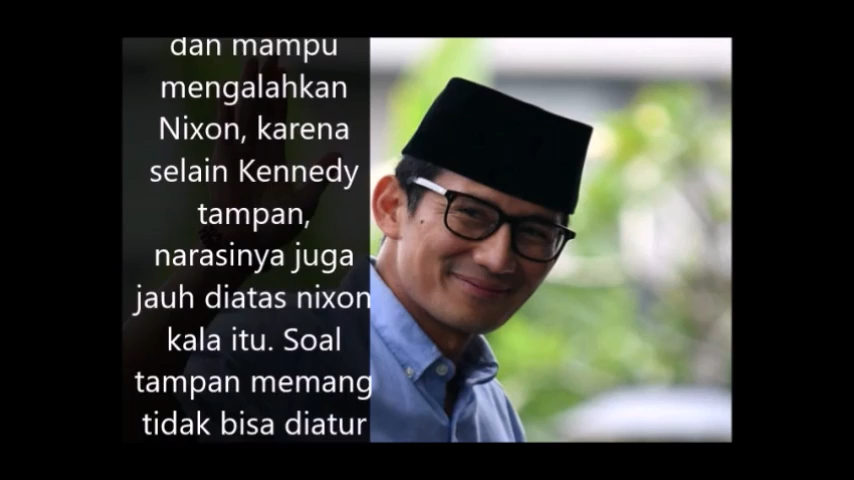 dan mampu
mengalahkan
Nixon, karena
selain Kennedy
tampan,
narasinya juga
jauh diatas nixon
kala itu. Soal
tampan memang
tidak bisa diatur